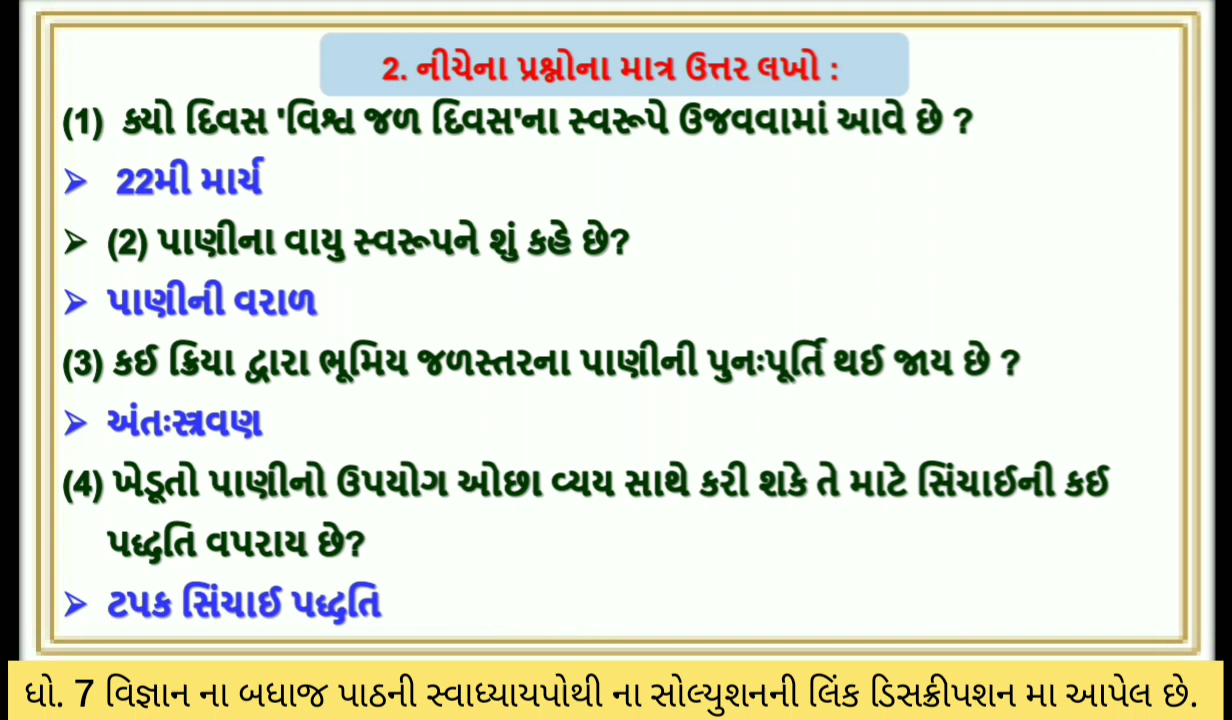 2. નીચેના પ્રશ્નોના માત્ર ઉત્તર લખો :
(1) ક્યો દિવસ 'વિશ્વ જળ દિવસ'ના સ્વરૂપે ઉજવવામાં આવે છે ?
➢ 22મી માર્ચ
➢ (2) પાણીના વાયુ સ્વરૂપને શું કહે છે?
➢ પાણીની વરાળ
(3) કઈ ક્રિયા દ્વારા ભૂમિય જળસ્તરના પાણીની પુનઃપૂર્તિ થઈ જાય છે ?
➢ અંતઃસ્ત્રવણ
(4) ખેડૂતો પાણીનો ઉપયોગ ઓછા વ્યય સાથે કરી શકે તે માટે સિંચાઈની કઈ
પદ્ધતિ વપરાય છે?
➢ ટપક સિંચાઈ પદ્ધતિ
ધો. 7 વિજ્ઞાન ના બધાજ પાઠની સ્વાધ્યાયપોથી ના સોલ્યુશનની લિંક ડિસક્રીપશન મા આપેલ છે.